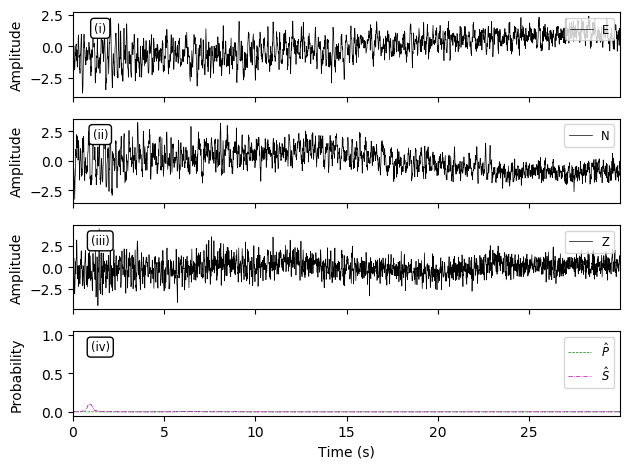 2.5
0.0
−2.5
Amplitude
(i)
E
2.5
0.0
−2.5
Amplitude
(ii)
N
2.5
0.0
−2.5
Amplitude
(iii)
Z
1.0
0.5
0.0
Probability
(iv)
P̂
Ŝ
0
5
10
15
20
25
Time (s)